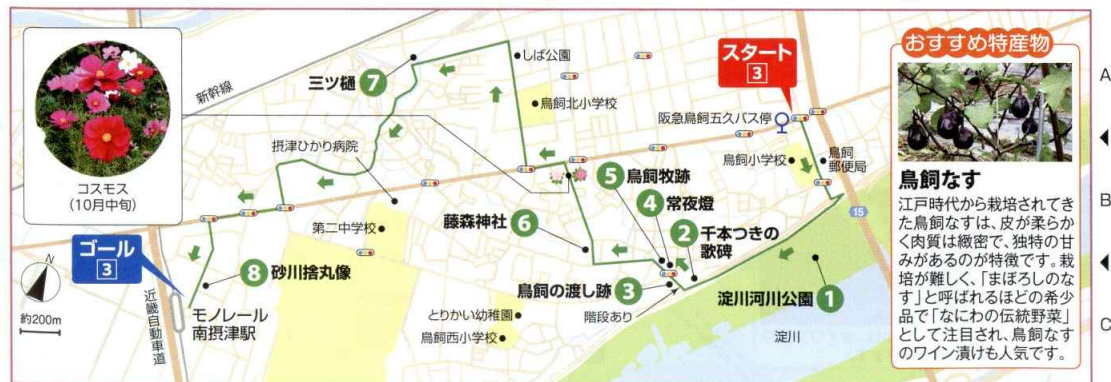 コスモス
(10月中旬)
新幹線
三ツ樋 7
しば公園
鳥飼北小学校
スタート
3
阪急鳥飼五久バス停
鳥飼小学校
鳥飼
郵便局
15
摂津ひかり病院
5 鳥飼牧跡
4 常夜燈
2 千本つきの
歌碑
藤森神社 6
第二中学校
鳥飼の渡し跡 3
階段あり
淀川河川公園 1
淀川
とりかい幼稚園
鳥飼西小学校
ゴール
3
8 砂川捨丸像
モノレール
南摂津駅
近畿自動車道
N
約200m
おすすめ特産物
鳥飼なす
江戸時代から栽培されてき
た鳥飼なすは、皮が柔らか
く肉質は緻密で、独特の甘
みがあるのが特徴です。栽
培が難しく、「まぼろしのな
す」と呼ばれるほどの希少
品で「なにわの伝統野菜」
として注目され、鳥飼なす
のワイン漬けも人気です。
A
B
C